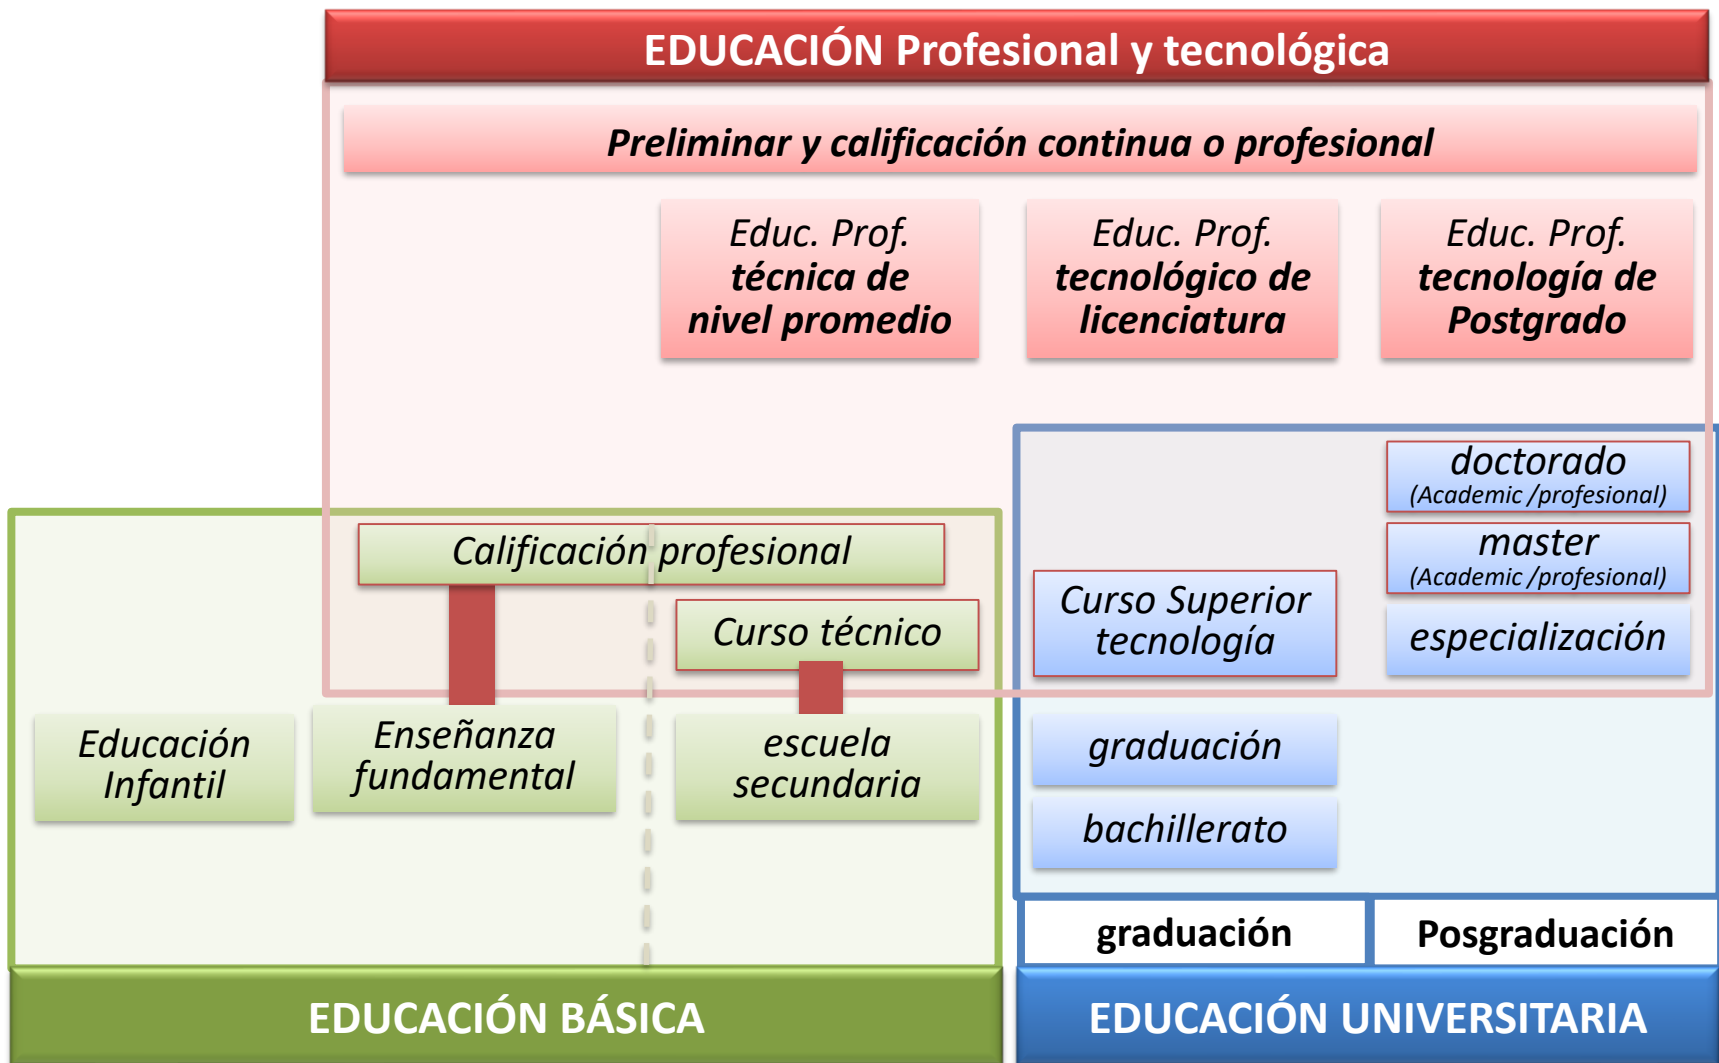 EDUCACIÓN Profesional y tecnológica
Preliminar y calificación continua o profesional
Educ. Prof.
técnica de
nivel promedio
Educ. Prof.
tecnológico de
licenciatura
Educ. Prof.
tecnología de
Postgrado
doctorado
(Academic /profesional)
master
(Academic /profesional)
especialización
Curso Superior
tecnología
Calificación profesional
Curso técnico
Educación
Infantil
Enseñanza
fundamental
escuela
secundaria
graduación
bachillerato
graduación
Posgraduación
EDUCACIÓN BÁSICA
EDUCACIÓN UNIVERSITARIA